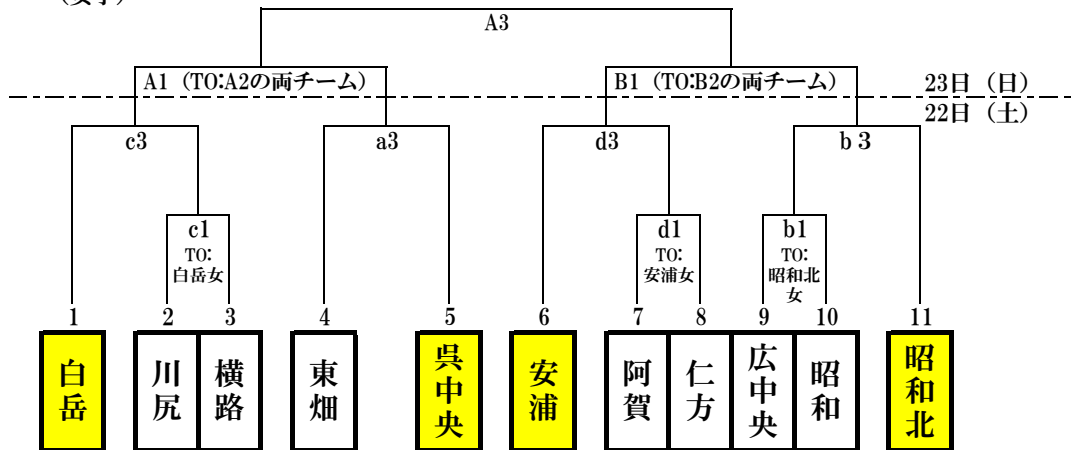 A3
A1（TO:A2の両チーム）
B1（TO:B2の両チーム）
23日（日）
22日（土）
c3
a3
d3
b３
c1
TO:
白岳女
d1
TO:
安浦女
b1
TO:
昭和北
女
1
2
3
4
5
6
7
8
9
10
11
白岳
川尻
横路
東畑
呉中央
安浦
阿賀
仁方
広中央
昭和
昭和北